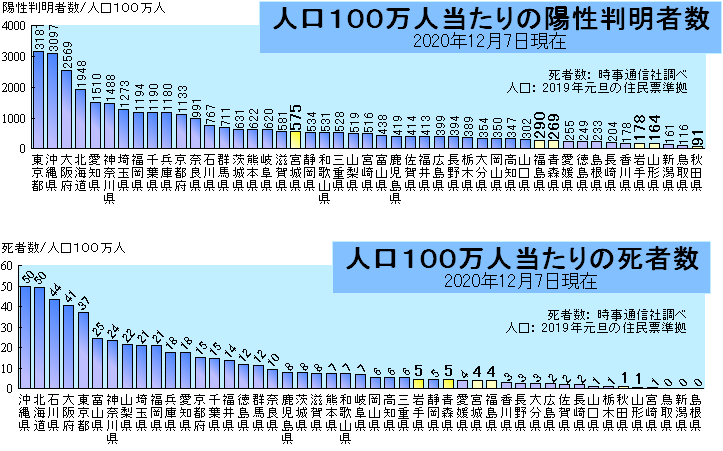 陽性判明者数/人口100万人
人口100万人当たりの陽性判明者数
2020年12月7日現在
死者数: 時事通信社調べ
人口: 2019年元旦の住民票準拠
4000
3000
2000
1000
0
3181 3097 2569 1948 1510 1488 1273 1194 1190 1180 1133 991 767 711 631 622 620 581 575 534 531 528 519 516 438 419 414 413 399 394 389 354 350 347 302 290 269 255 249 233 204 178 178 164 161 116 91
東京都 沖縄県 大阪府 北海道 愛知県 神奈川県 埼玉県 福岡県 千葉県 兵庫県 京都府 奈良県 石川県 群馬県 茨城県 熊本県 岐阜県 滋賀県 宮城県 静岡県 和歌山県 三重県 山梨県 宮崎県 富山県 鹿児島県 佐賀県 福井県 広島県 長野県 栃木県 大分県 岡山県 高知県 山口県 福島県 青森県 愛媛県 徳島県 島根県 長崎県 香川県 岩手県 山形県 新潟県 鳥取県 秋田県
死者数/人口100万人
人口100万人当たりの死者数
2020年12月7日現在
死者数: 時事通信社調べ
人口: 2019年元旦の住民票準拠
60
50
40
30
20
10
0
50 50 44 41 37 25 24 22 21 21 18 18 15 15 14 12 12 10 8 8 8 7 7 7 6 6 6 5 5 5 4 4 4 3 3 3 2 2 2 1 1 1 1 1 0 0 0
沖縄県 北海道 石川県 大阪府 東京都 富山県 神奈川県 山梨県 埼玉県 福岡県 兵庫県 愛知県 京都府 千葉県 福井県 徳島県 群馬県 奈良県 鹿児島県 茨城県 滋賀県 熊本県 和歌山県 岐阜県 岡山県 高知県 三重県 岩手県 静岡県 青森県 愛媛県 宮城県 福島県 香川県 長野県 大分県 広島県 佐賀県 長崎県 山口県 栃木県 秋田県 山形県 宮崎県 鳥取県 新潟県 島根県